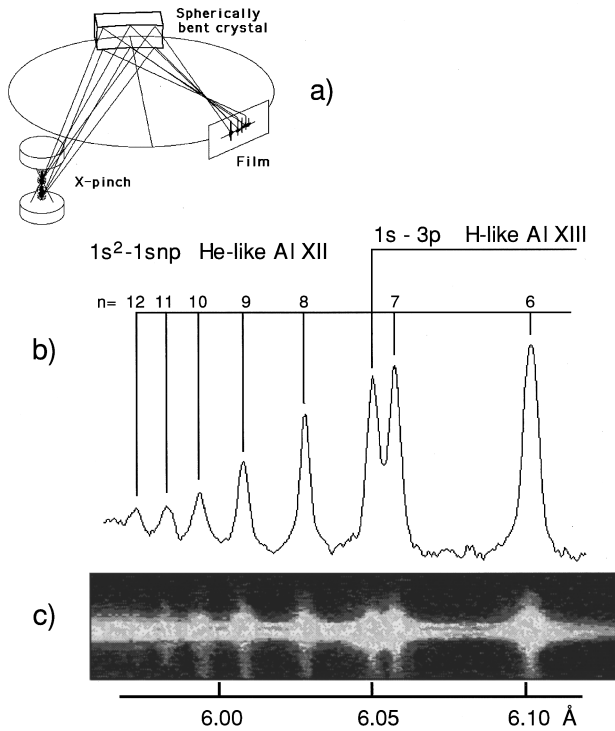 Spherically
bent crystal
a)
Film
X-pinch
1s - 3p H-like Al XIII
1s²-1snp He-like Al XII
n= 12 11 10 9 8 7 6
b)
c)
6.00 6.05 6.10 Å